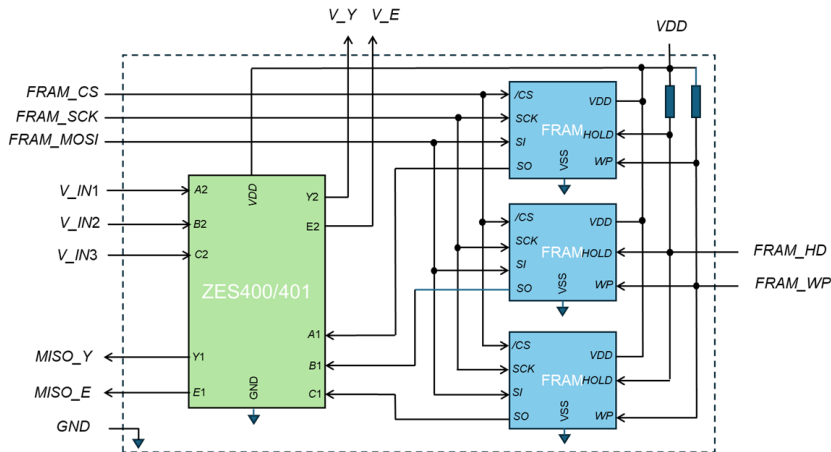 V_Y
V_E
VDD
FRAM_CS
FRAM_SCK
FRAM_MOSI
V_IN1
V_IN2
V_IN3
MISO_Y
MISO_E
GND
A2
B2
C2
VDD
Y2
E2
ZES400/401
A1
B1
C1
Y1
E1
GND
/CS
SCK
SI
SO
FRAM
VDD
HOLD
WP
VSS
/CS
SCK
SI
SO
FRAM
VDD
HOLD
WP
VSS
/CS
SCK
SI
SO
FRAM
VDD
HOLD
WP
VSS
FRAM_HD
FRAM_WP